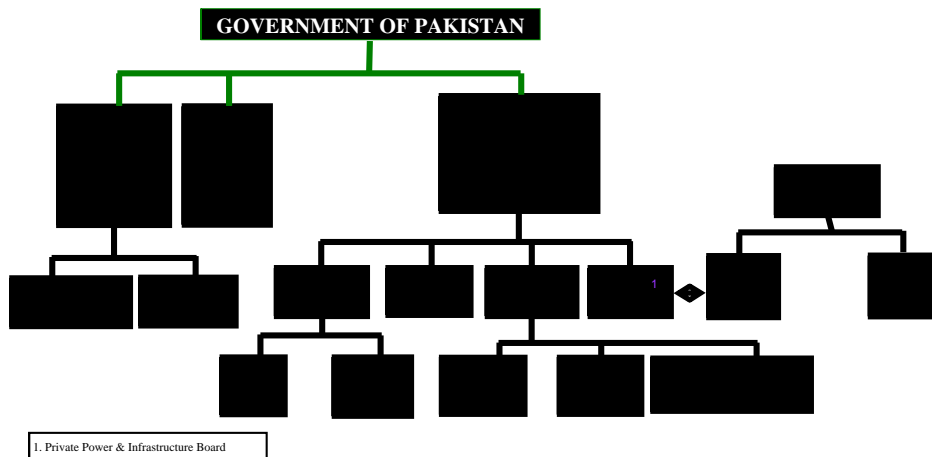 GOVERNMENT OF PAKISTAN
1
1. Private Power & Infrastructure Board